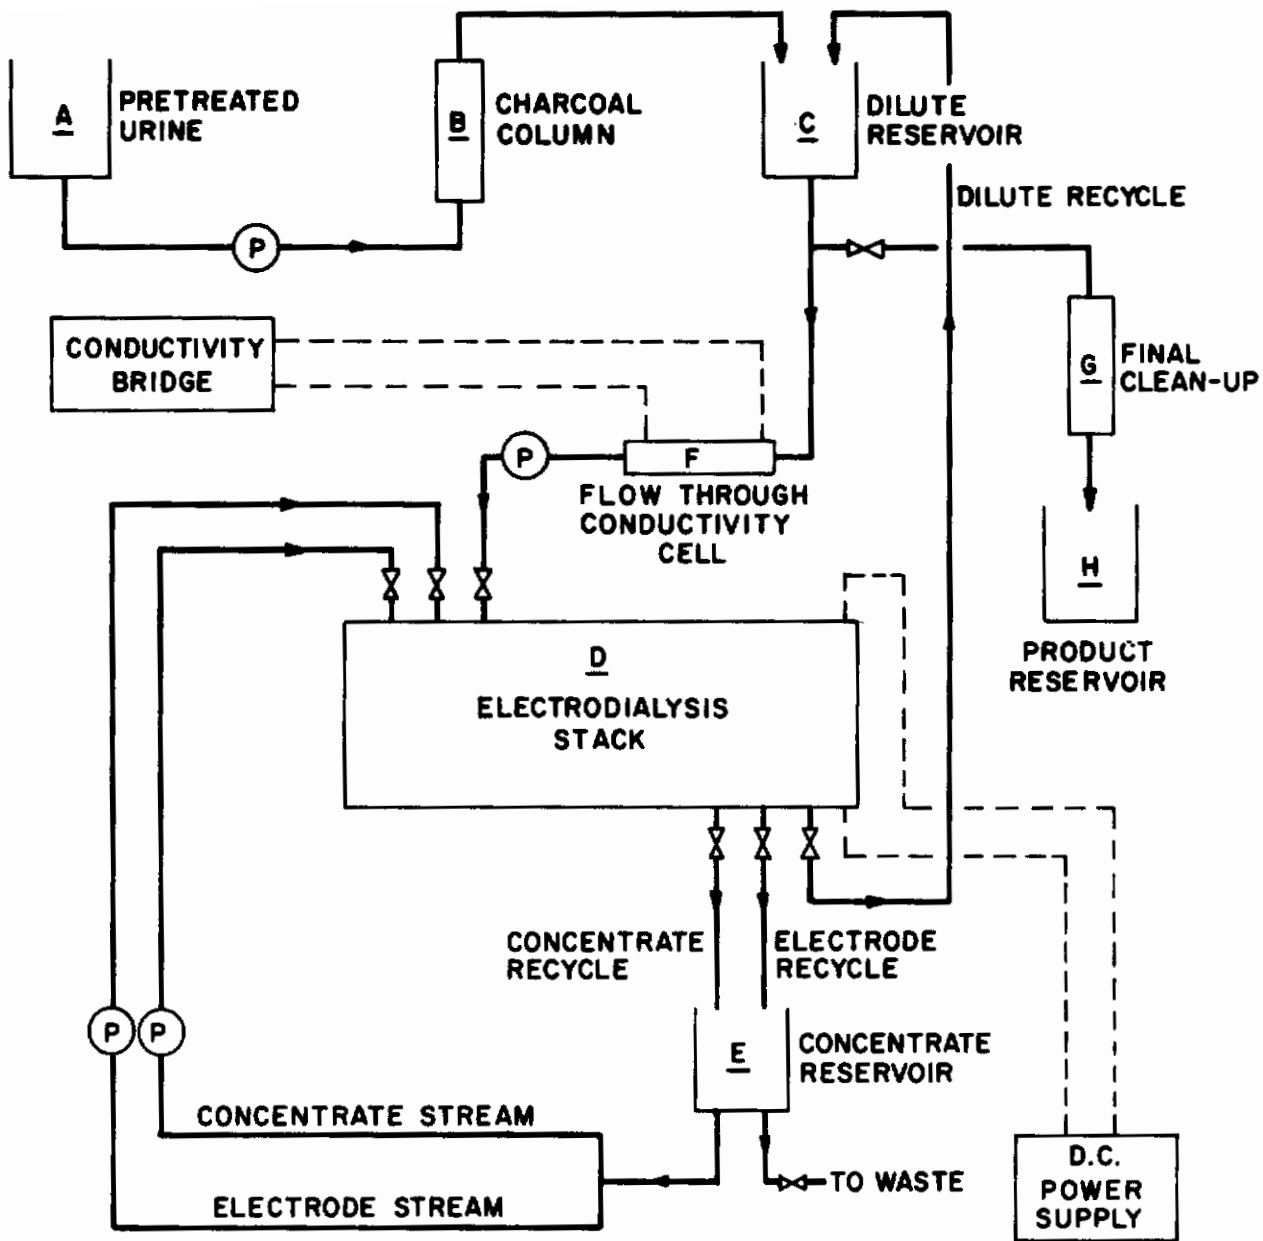 A
PRETREATED
URINE
B
CHARCOAL
COLUMN
C
DILUTE
RESERVOIR
DILUTE RECYCLE
P
CONDUCTIVITY
BRIDGE
G
FINAL
CLEAN-UP
P
F
FLOW THROUGH
CONDUCTIVITY
CELL
H
PRODUCT
RESERVOIR
D
ELECTRODIALYSIS
STACK
CONCENTRATE
RECYCLE
ELECTRODE
RECYCLE
P
P
E
CONCENTRATE
RESERVOIR
CONCENTRATE STREAM
TO WASTE
ELECTRODE STREAM
D.C.
POWER
SUPPLY